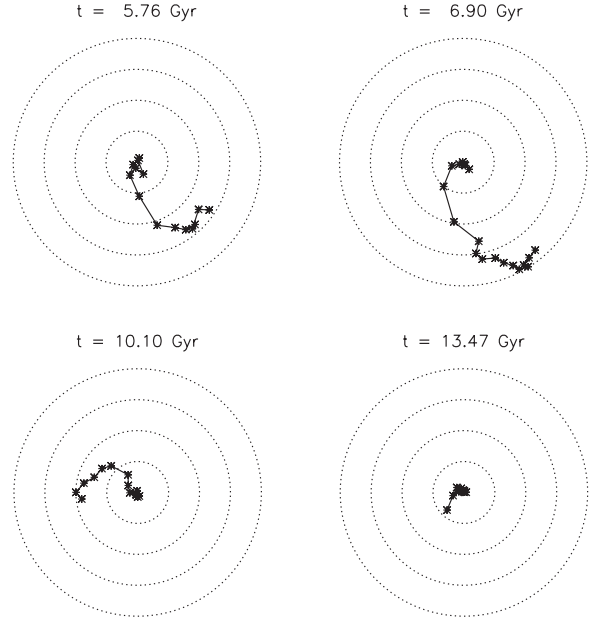 t = 5.76 Gyr
t = 6.90 Gyr
t = 10.10 Gyr
t = 13.47 Gyr